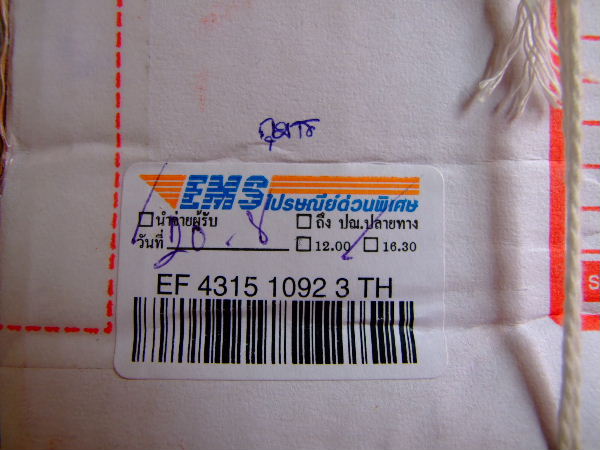 EMS ไปรษณีย์ด่วนพิเศษ
นำจ่ายผู้รับ ถึง ปณ.ปลายทาง
วันที่ 20.8 12.00 16.30
EF 4315 1092 3 TH
S